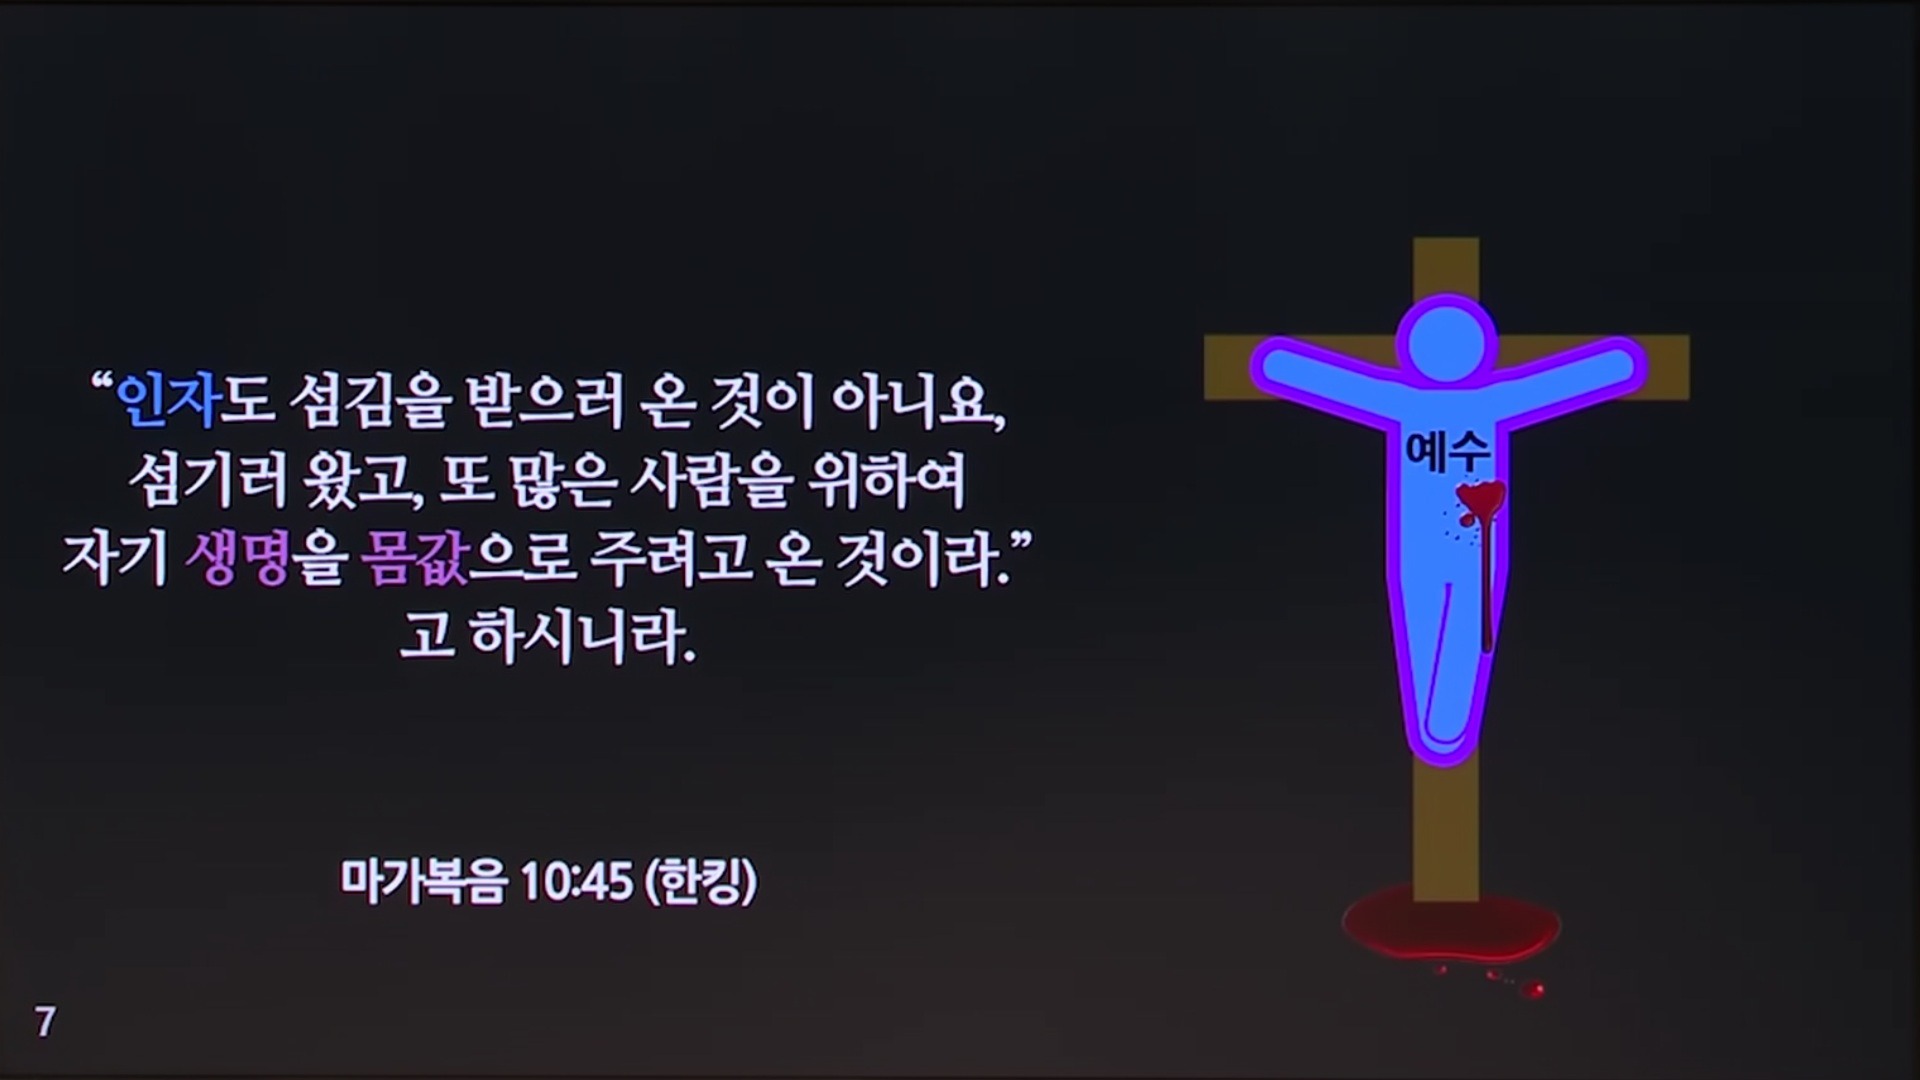 “인자도 섬김을 받으러 온 것이 아니요,
섬기러 왔고, 또 많은 사람을 위하여
자기 생명을 몸값으로 주려고 온 것이라.”
고 하시니라.
마가복음 10:45 (한킹)
예수
7